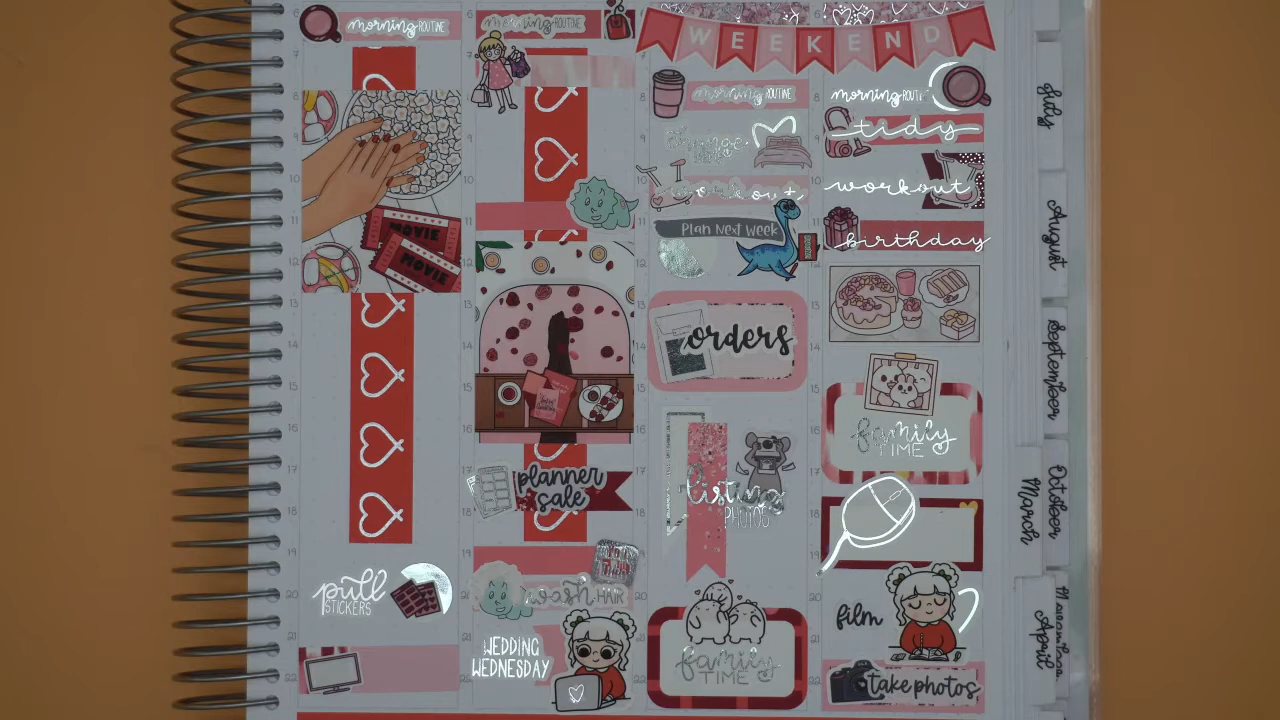 morning ROUTINE
MOVIE
MOVIE
pull
STICKERS
morning ROUTINE
planner
sale
wash HAIR
WEDDING
WEDNESDAY
WEEKEND
morning ROUTINE
change
workout
Plan Next Week
orders
listing
PHOTOS
family
TIME
morning ROUTINE
tidy
workout
birthday
family
TIME
film
take photos
July
August
September
October
March
April